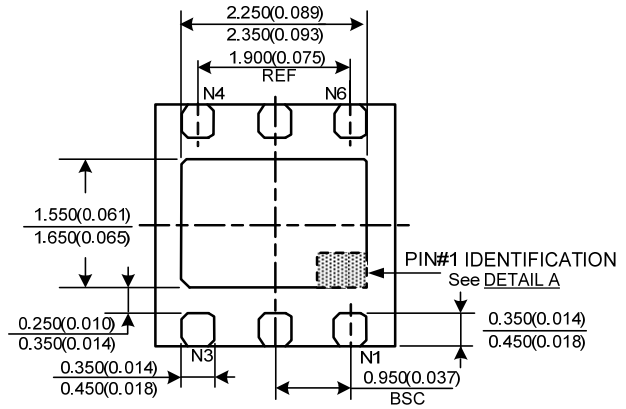 2.250(0.089)
2.350(0.093)
1.900(0.075)
REF
N4
N6
1.550(0.061)
1.650(0.065)
PIN#1 IDENTIFICATION
See DETAIL A
0.250(0.010)
0.350(0.014)
0.350(0.014)
0.450(0.018)
N3
N1
0.350(0.014)
0.450(0.018)
0.950(0.037)
BSC